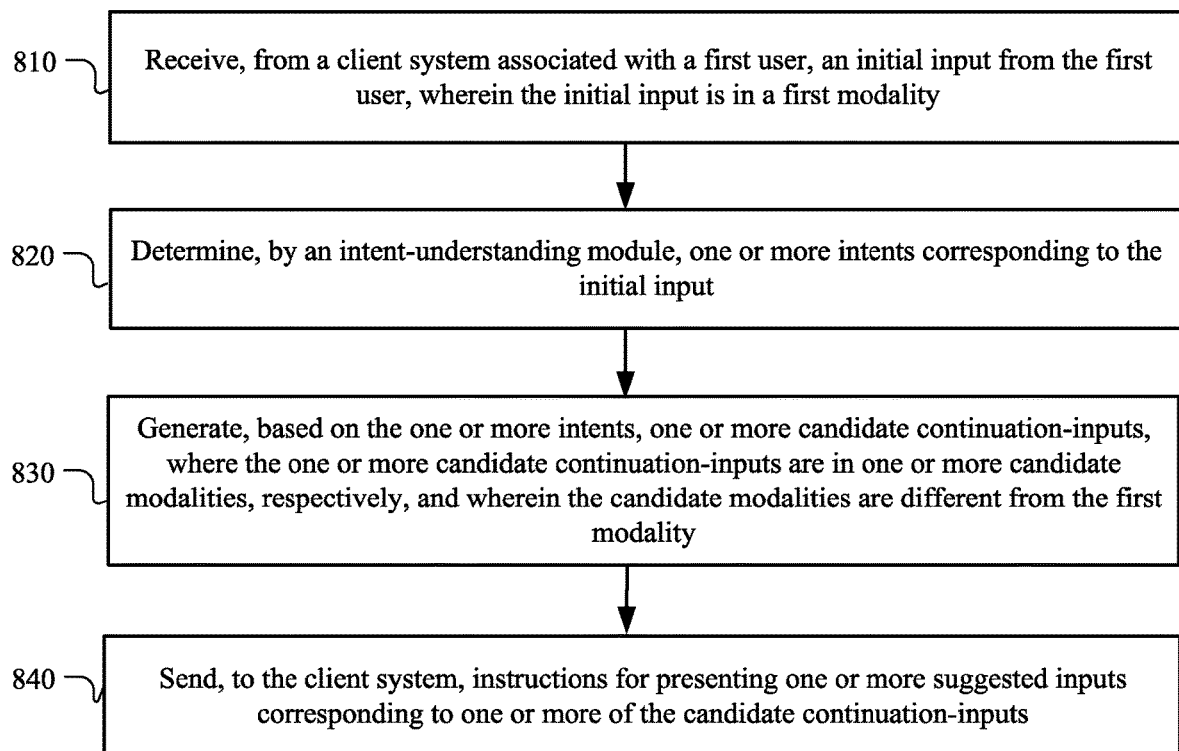 810
Receive, from a client system associated with a first user, an initial input from the first
user, wherein the initial input is in a first modality
820
Determine, by an intent-understanding module, one or more intents corresponding to the
initial input
830
Generate, based on the one or more intents, one or more candidate continuation-inputs,
where the one or more candidate continuation-inputs are in one or more candidate
modalities, respectively, and wherein the candidate modalities are different from the first
modality
840
Send, to the client system, instructions for presenting one or more suggested inputs
corresponding to one or more of the candidate continuation-inputs